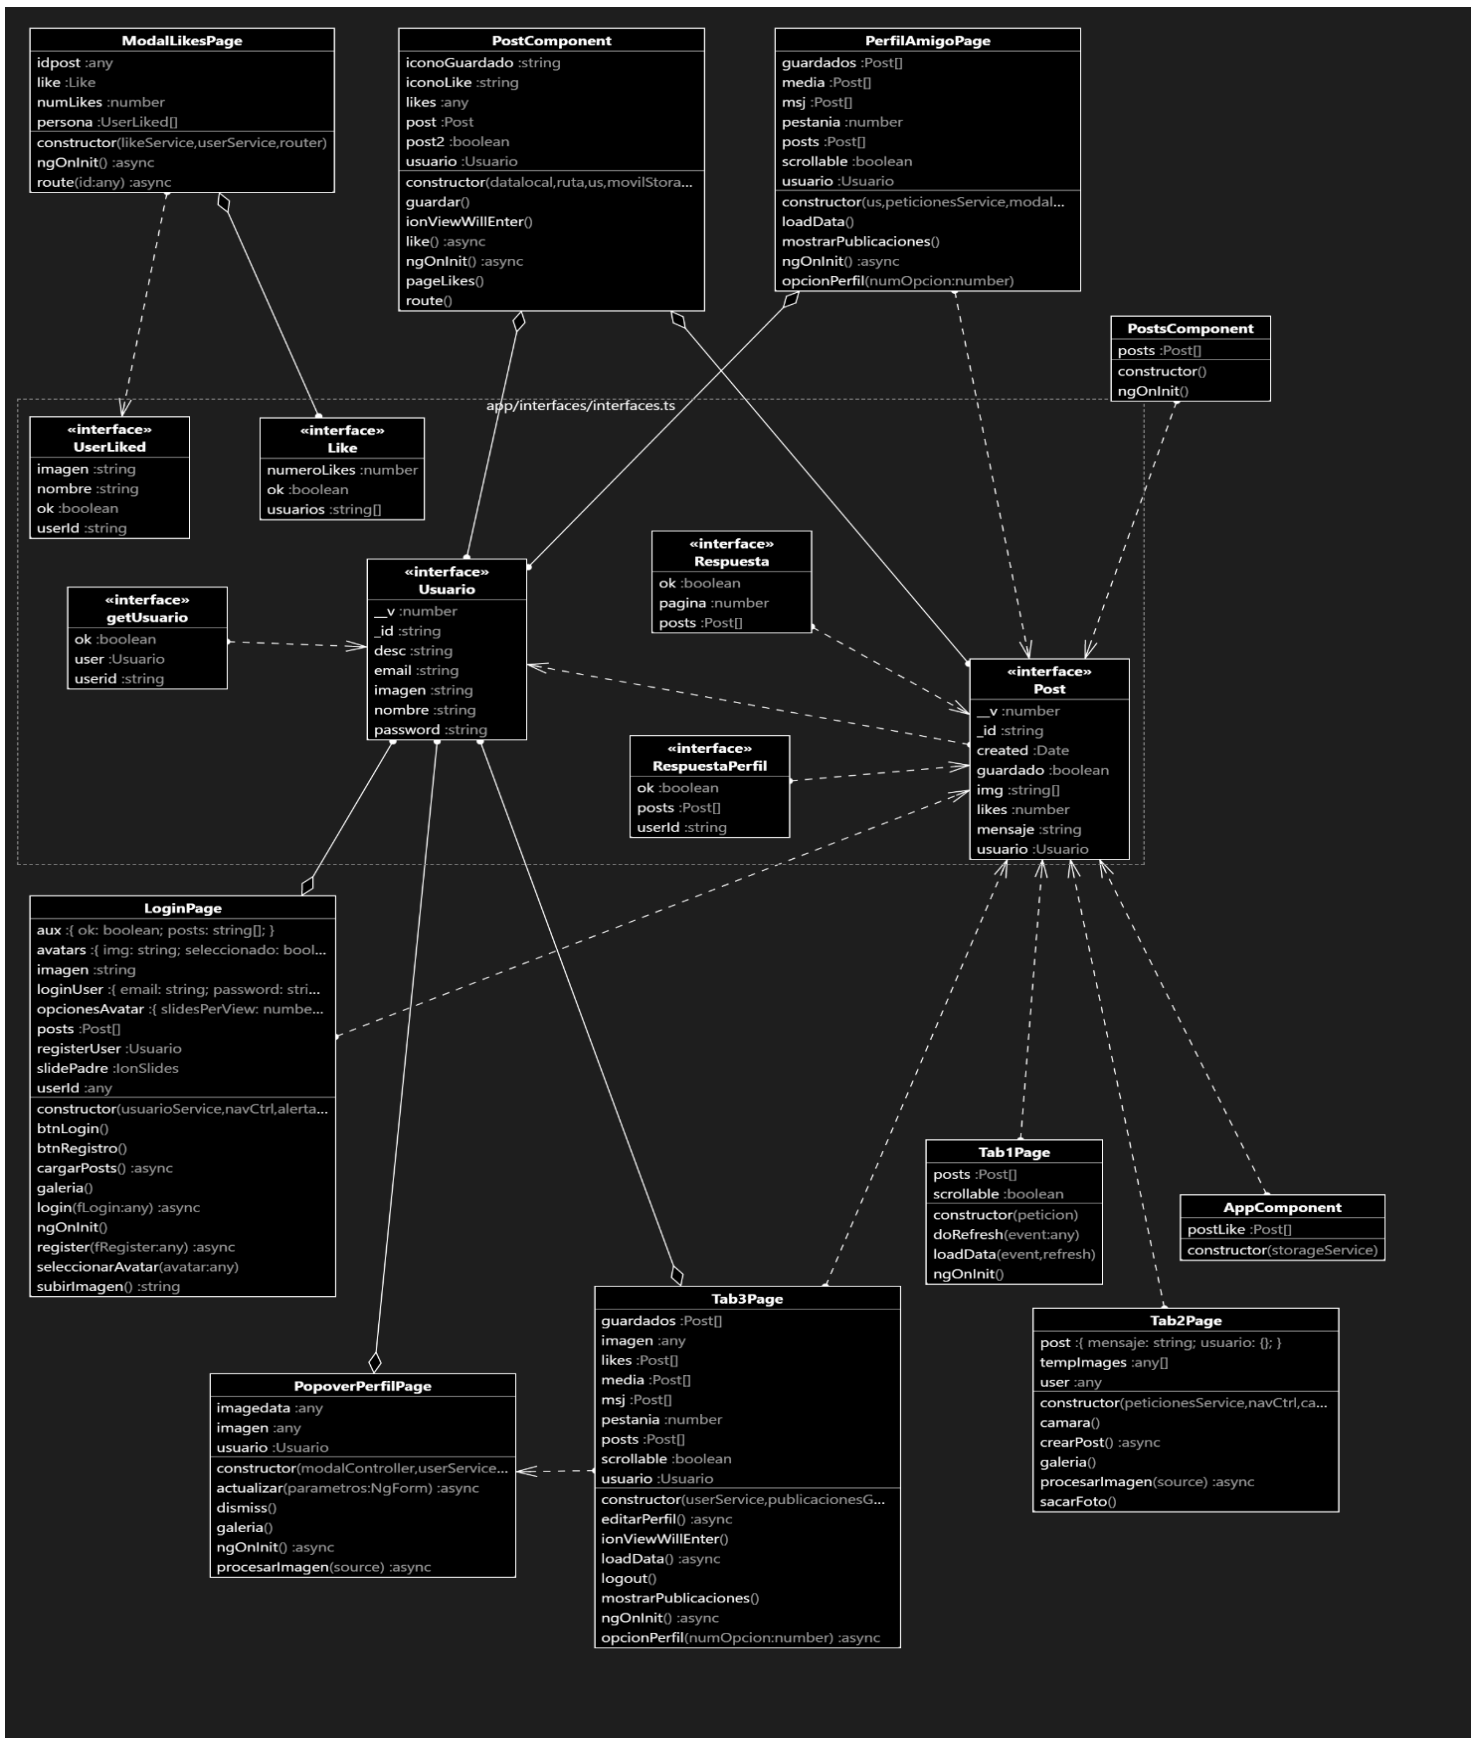 ModalLikesPage
idpost :any
like :Like
numLikes :number
persona :UserLiked[]
constructor(likeService,userService,router)
ngOnInit() :async
route(id:any) :async
PostComponent
iconoGuardado :string
iconoLike :string
likes :any
post :Post
post2 :boolean
usuario :Usuario
constructor(datalocal,ruta,us,movilStora...
guardar()
ionViewWillEnter()
like() :async
ngOnInit() :async
pageLikes()
route()
PerfilAmigoPage
guardados :Post[]
media :Post[]
msj :Post[]
pestania :number
posts :Post[]
scrollable :boolean
usuario :Usuario
constructor(us,peticionesService,modal...
loadData()
mostrarPublicaciones()
ngOnInit() :async
opcionPerfil(numOpcion:number)
PostsComponent
posts :Post[]
constructor()
ngOnInit()
app/interfaces/interfaces.ts
«interface»
UserLiked
imagen :string
nombre :string
ok :boolean
userId :string
«interface»
Like
numeroLikes :number
ok :boolean
usuarios :string[]
«interface»
Usuario
__v :number
_id :string
desc :string
email :string
imagen :string
nombre :string
password :string
«interface»
Respuesta
ok :boolean
pagina :number
posts :Post[]
«interface»
getUsuario
ok :boolean
user :Usuario
userid :string
«interface»
Post
__v :number
_id :string
created :Date
guardado :boolean
img :string[]
likes :number
mensaje :string
usuario :Usuario
«interface»
RespuestaPerfil
ok :boolean
posts :Post[]
userId :string
LoginPage
aux :{ ok: boolean; posts: string[]; }
avatars :{ img: string; seleccionado: bool...
imagen :string
loginUser :{ email: string; password: stri...
opcionesAvatar :{ slidesPerView: numbe...
posts :Post[]
registerUser :Usuario
slidePadre :IonSlides
userId :any
constructor(usuarioService,navCtrl,alerta...
btnLogin()
btnRegistro()
cargarPosts() :async
galeria()
login(fLogin:any) :async
ngOnInit()
register(fRegister:any) :async
seleccionarAvatar(avatar:any)
subirImagen() :string
Tab1Page
posts :Post[]
scrollable :boolean
constructor(peticion)
doRefresh(event:any)
loadData(event,refresh)
ngOnInit()
AppComponent
postLike :Post[]
constructor(storageService)
Tab3Page
guardados :Post[]
imagen :any
likes :Post[]
media :Post[]
msj :Post[]
pestania :number
posts :Post[]
scrollable :boolean
usuario :Usuario
constructor(userService,publicacionesG...
editarPerfil() :async
ionViewWillEnter()
loadData() :async
logout()
mostrarPublicaciones()
ngOnInit() :async
opcionPerfil(numOpcion:number) :async
Tab2Page
post :{ mensaje: string; usuario: {}; }
tempImages :any[]
user :any
constructor(peticionesService,navCtrl,ca...
camara()
crearPost() :async
galeria()
procesarImagen(source) :async
sacarFoto()
PopoverPerfilPage
imagedata :any
imagen :any
usuario :Usuario
constructor(modalController,userService...
actualizar(parametros:NgForm) :async
dismiss()
galeria()
ngOnInit() :async
procesarImagen(source) :async